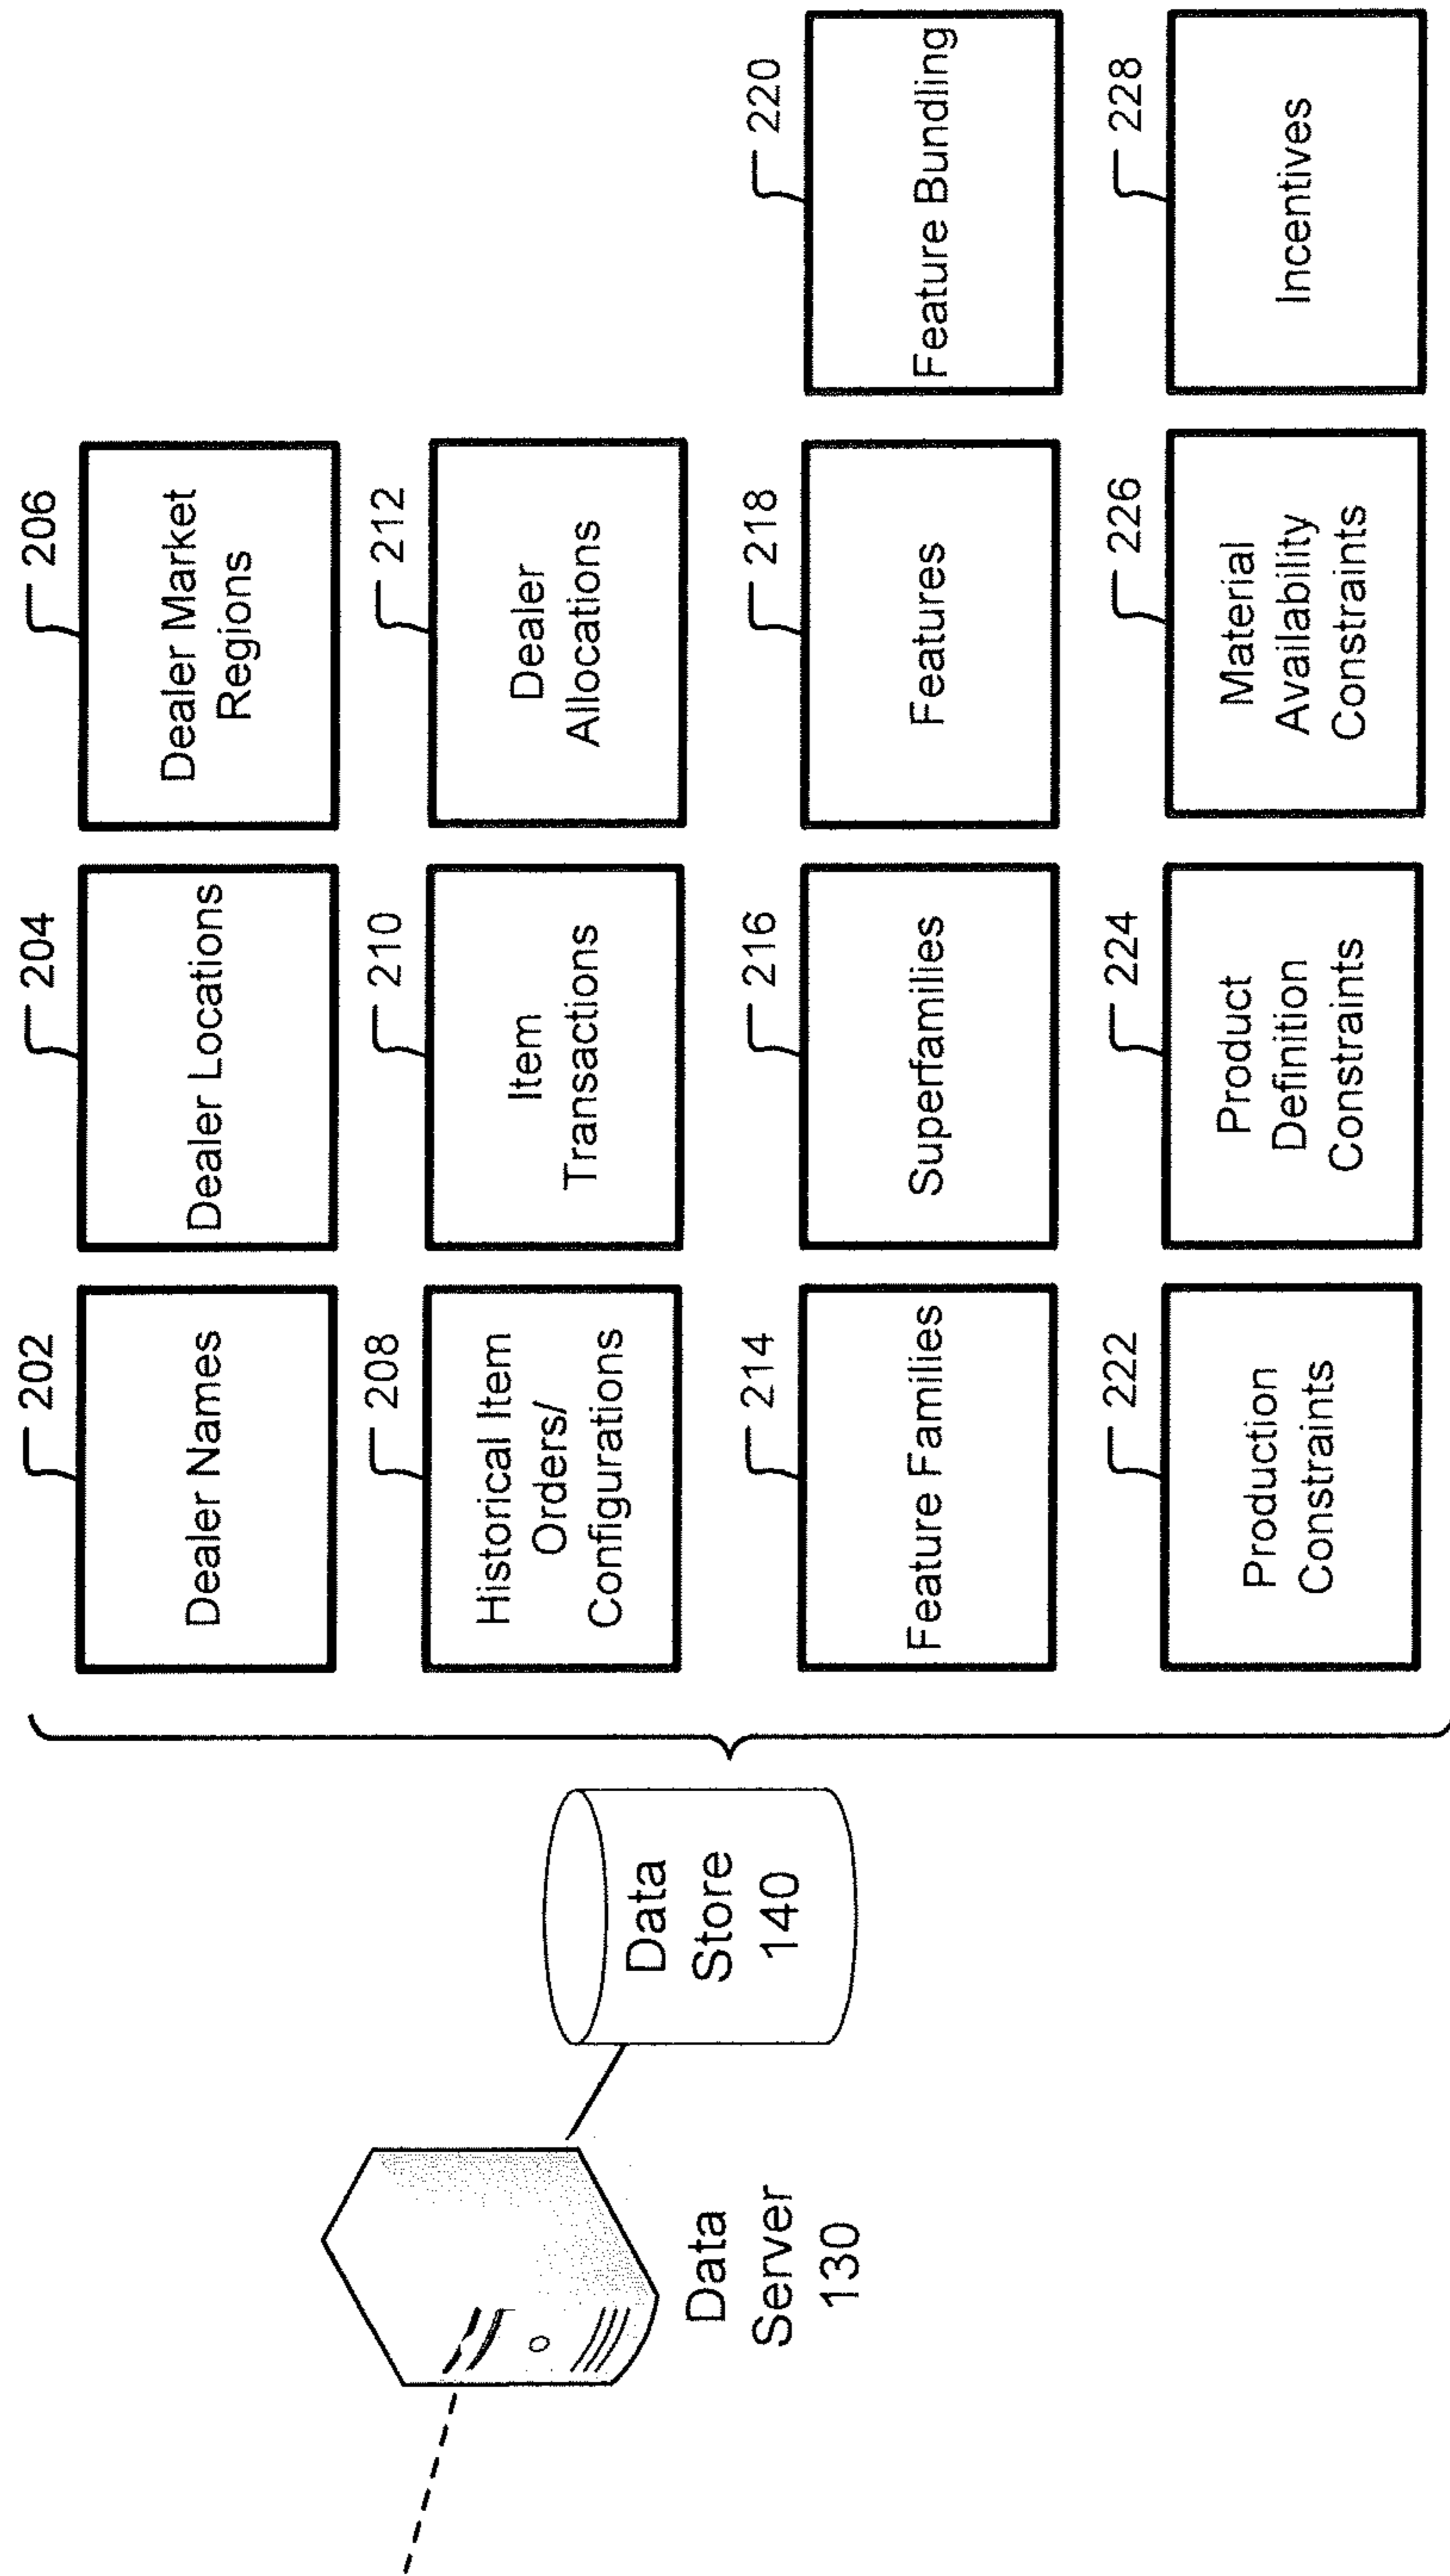 202
Dealer Names
204
Dealer Locations
206
Dealer Market
Regions
208
Historical Item
Orders/
Configurations
210
Item
Transactions
212
Dealer
Allocations
214
Feature Families
216
Superfamilies
218
Features
220
Feature Bundling
222
Production
Constraints
224
Product
Definition
Constraints
226
Material
Availability
Constraints
228
Incentives
Data
Server
130
Data
Store
140